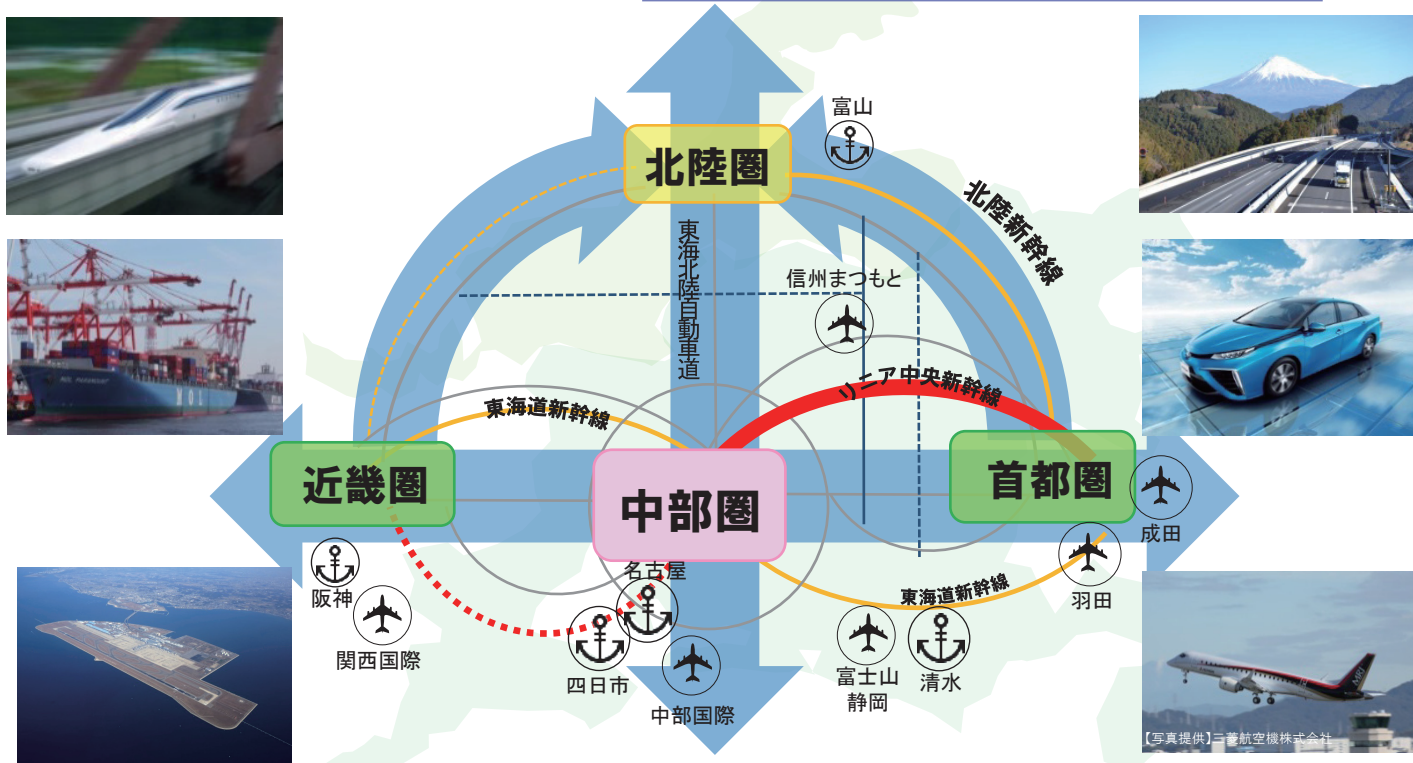 富山
北陸圏
北陸新幹線
東海北陸自動車道
信州まつもと
リニア中央新幹線
東海道新幹線
近畿圏
中部圏
首都圏
成田
羽田
阪神
関西国際
名古屋
四日市
中部国際
東海道新幹線
富士山
静岡
清水
MOL
MRJ
【写真提供】三菱航空機株式会社